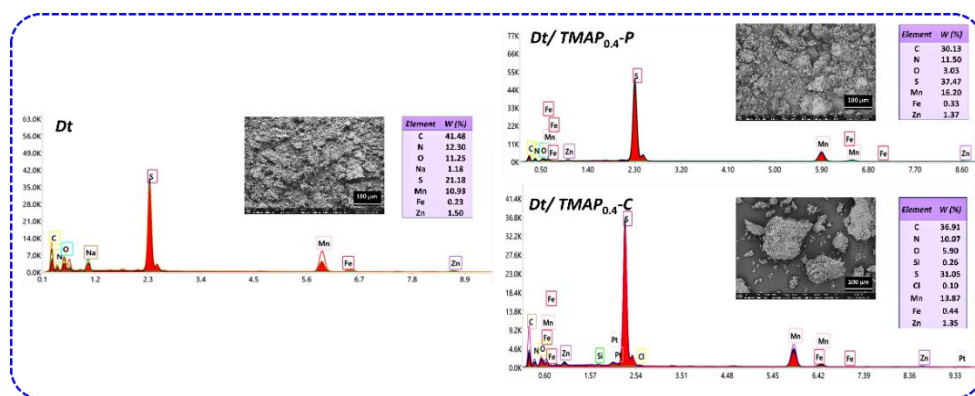 Dt
63.0K
56.0K
49.0K
42.0K
35.0K
28.0K
21.0K
14.0K
7.0K
0.0K
C
N
O
Na
S
Mn
Fe
Zn
0.1 1.2 2.3 3.4 4.5 5.6 6.7 7.8 8.9
100 μm
Element W (%)
C 41.48
N 12.30
O 11.25
Na 1.18
S 21.18
Mn 10.93
Fe 0.23
Zn 1.50
Dt/ TMAP0.4-P
77K
66K
55K
44K
33K
22K
11K
0K
S
Fe
Fe
Mn
C N O Fe Zn
Mn
Fe
Mn
Fe
Zn
0.50 1.40 2.30 3.20 4.10 5.00 5.90 6.80 7.70 8.60
100 μm
Element W (%)
C 30.13
N 11.50
O 3.03
S 37.47
Mn 16.20
Fe 0.33
Zn 1.37
Dt/ TMAP0.4-C
41.8K
36.8K
32.2K
27.6K
23.0K
18.4K
13.8K
9.2K
4.6K
0.0K
S
Fe
C
Mn
Fe
N O
Fe
Zn
Si
Pt
Pt
Cl
Mn
Mn
Fe
Fe
Zn
Pt
0.60 1.57 2.54 3.51 4.48 5.45 6.42 7.39 8.36 9.33
100 μm
Element W (%)
C 36.91
N 10.07
O 5.90
Si 0.26
S 31.05
Cl 0.10
Mn 13.87
Fe 0.44
Zn 1.35